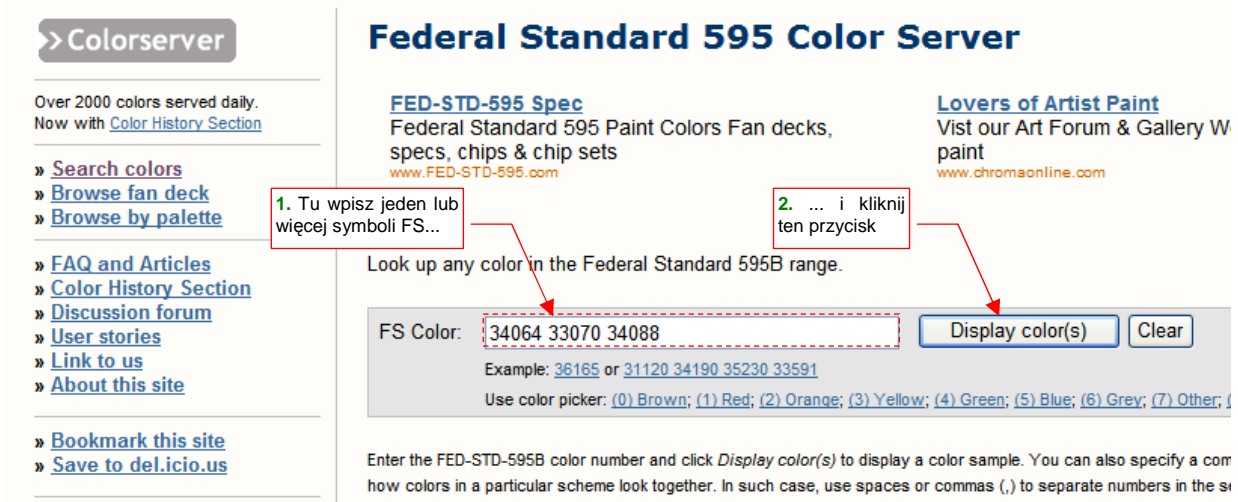 >> Colorserver
Over 2000 colors served daily.
Now with Color History Section
» Search colors
» Browse fan deck
» Browse by palette
» FAQ and Articles
» Color History Section
» Discussion forum
» User stories
» Link to us
» About this site
» Bookmark this site
» Save to del.icio.us
Federal Standard 595 Color Server
FED-STD-595 Spec
Federal Standard 595 Paint Colors Fan decks,
specs, chips & chip sets
www.FED-STD-595.com
Lovers of Artist Paint
Vist our Art Forum & Gallery
paint
www.chromaonline.com
1. Tu wpisz jeden lub
więcej symboli FS...
2. ... i kliknij
ten przycisk
Look up any color in the Federal Standard 595B range.
FS Color: 34064 33070 34088 Display color(s) Clear
Example: 36165 or 31120 34190 35230 33591
Use color picker: (0) Brown; (1) Red; (2) Orange; (3) Yellow; (4) Green; (5) Blue; (6) Grey; (7) Other;
Enter the FED-STD-595B color number and click Display color(s) to display a color sample. You can also specify a
how colors in a particular scheme look together. In such case, use spaces or commas (,) to separate numbers in the